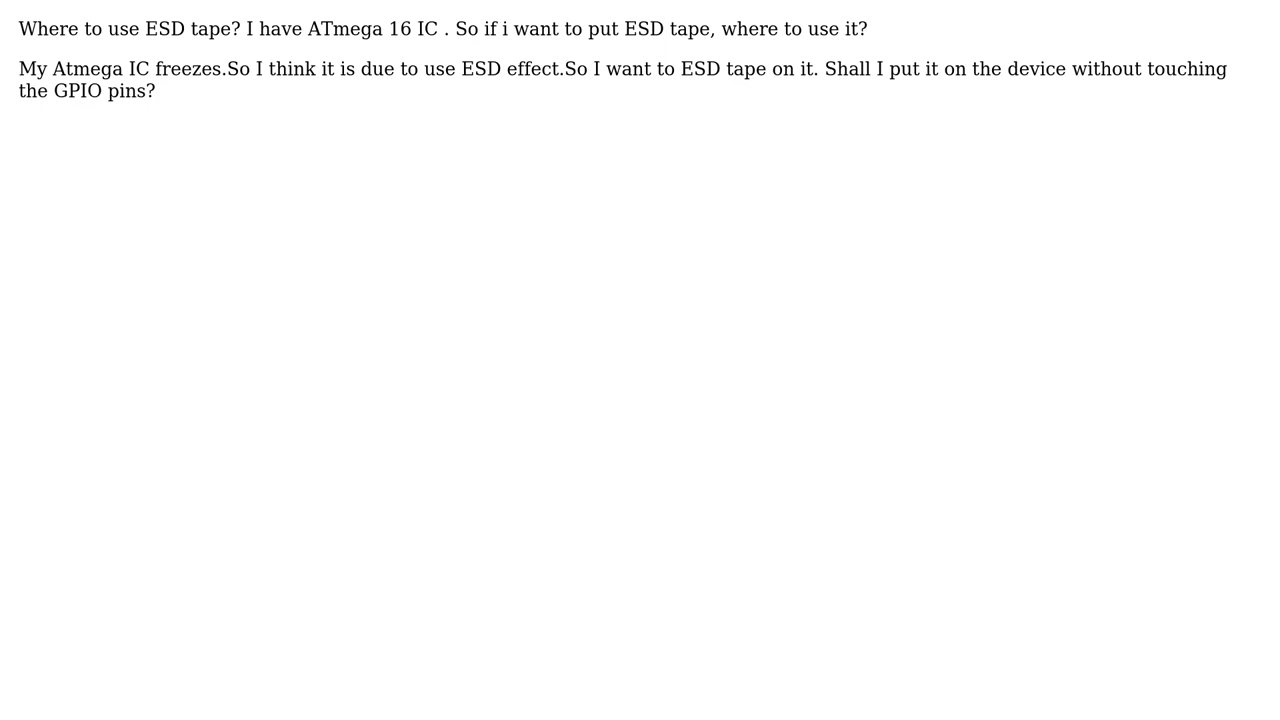 Where to use ESD tape? I have ATmega 16 IC . So if i want to put ESD tape, where to use it?
My Atmega IC freezes.So I think it is due to use ESD effect.So I want to ESD tape on it. Shall I put it on the device without touching
the GPIO pins?